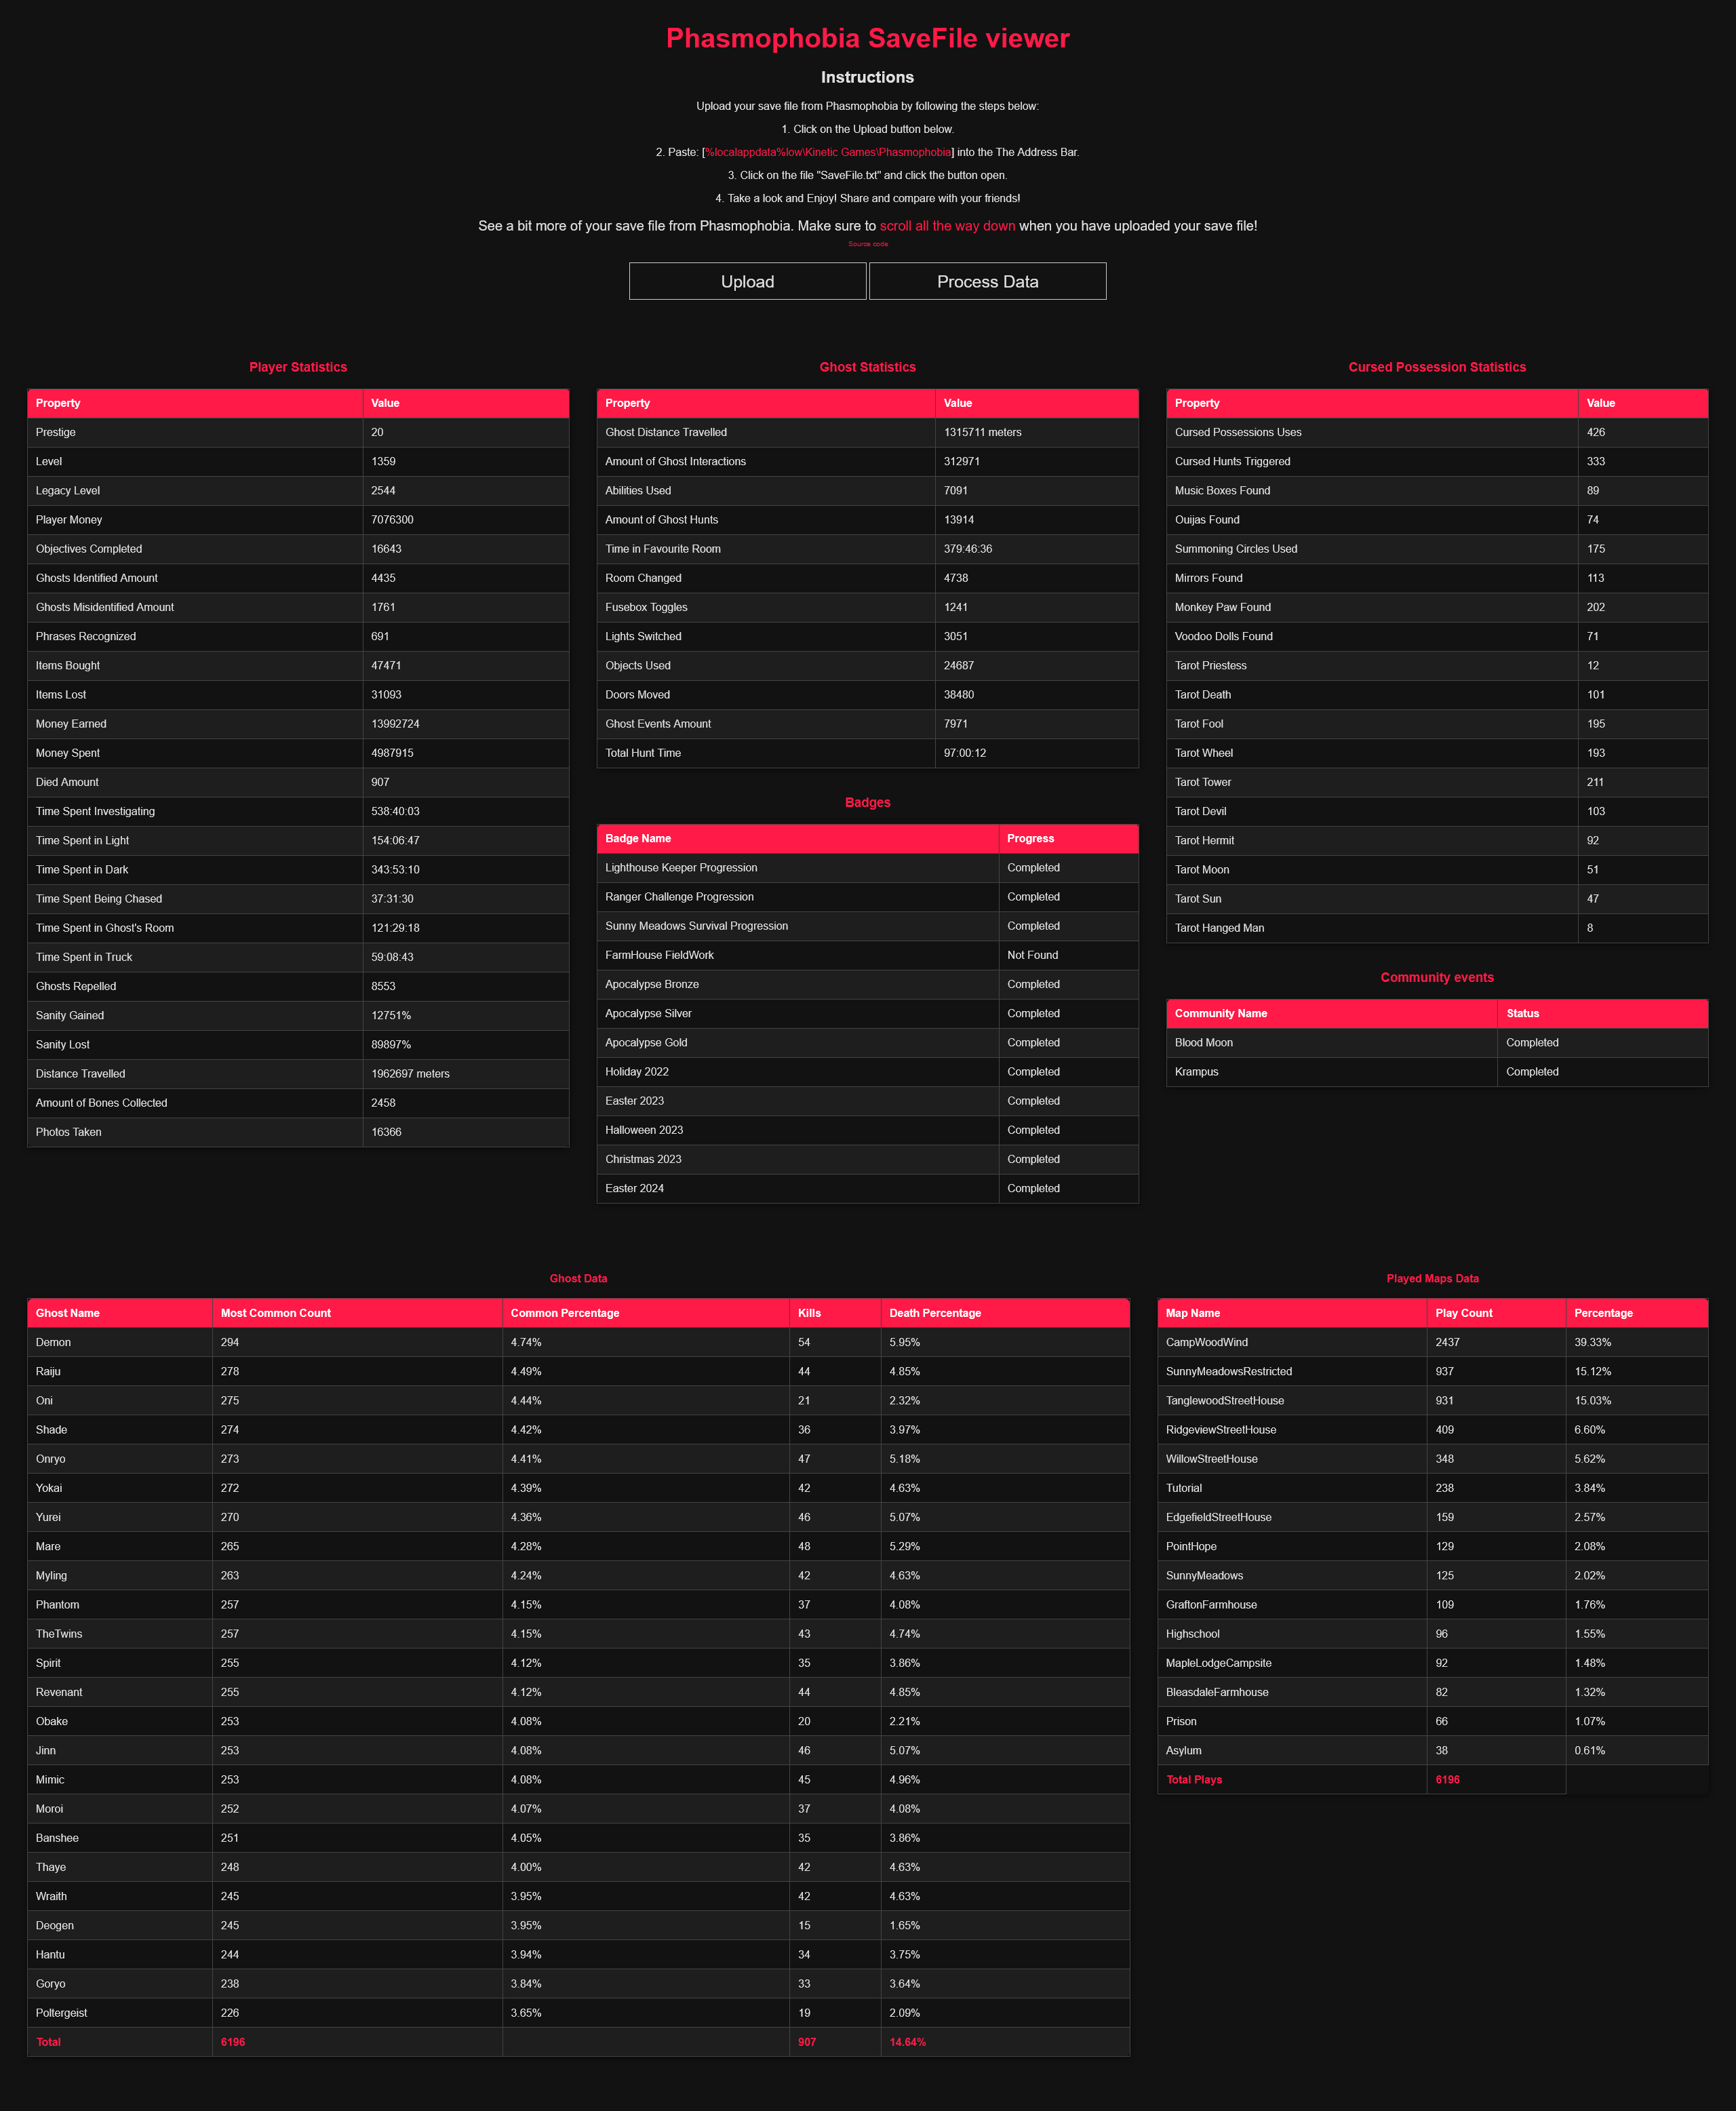 Phasmophobia SaveFile viewer
Instructions
Upload your save file from Phasmophobia by following the steps below:
1. Click on the Upload button below.
2. Paste: [%localappdata%low\Kinetic Games\Phasmophobia] into the The Address Bar.
3. Click on the file "SaveFile.txt" and click the button open.
4. Take a look and Enjoy! Share and compare with your friends!
See a bit more of your save file from Phasmophobia. Make sure to scroll all the way down when you have uploaded your save file!
Source code
Upload Process Data
Player Statistics
Property Value
Prestige 20
Level 1359
Legacy Level 2544
Player Money 7076300
Objectives Completed 16643
Ghosts Identified Amount 4435
Ghosts Misidentified Amount 1761
Phrases Recognized 691
Items Bought 47471
Items Lost 31093
Money Earned 13992724
Money Spent 4987915
Died Amount 907
Time Spent Investigating 538:40:03
Time Spent in Light 154:06:47
Time Spent in Dark 343:53:10
Time Spent Being Chased 37:31:30
Time Spent in Ghost's Room 121:29:18
Time Spent in Truck 59:08:43
Ghosts Repelled 8553
Sanity Gained 12751%
Sanity Lost 89897%
Distance Travelled 1962697 meters
Amount of Bones Collected 2458
Photos Taken 16366
Ghost Statistics
Property Value
Ghost Distance Travelled 1315711 meters
Amount of Ghost Interactions 312971
Abilities Used 7091
Amount of Ghost Hunts 13914
Time in Favourite Room 379:46:36
Room Changed 4738
Fusebox Toggles 1241
Lights Switched 3051
Objects Used 24687
Doors Moved 38480
Ghost Events Amount 7971
Total Hunt Time 97:00:12
Badges
Badge Name Progress
Lighthouse Keeper Progression Completed
Ranger Challenge Progression Completed
Sunny Meadows Survival Progression Completed
FarmHouse FieldWork Not Found
Apocalypse Bronze Completed
Apocalypse Silver Completed
Apocalypse Gold Completed
Holiday 2022 Completed
Easter 2023 Completed
Halloween 2023 Completed
Christmas 2023 Completed
Easter 2024 Completed
Cursed Possession Statistics
Property Value
Cursed Possessions Uses 426
Cursed Hunts Triggered 333
Music Boxes Found 89
Ouijas Found 74
Summoning Circles Used 175
Mirrors Found 113
Monkey Paw Found 202
Voodoo Dolls Found 71
Tarot Priestess 12
Tarot Death 101
Tarot Fool 195
Tarot Wheel 193
Tarot Tower 211
Tarot Devil 103
Tarot Hermit 92
Tarot Moon 51
Tarot Sun 47
Tarot Hanged Man 8
Community events
Community Name Status
Blood Moon Completed
Krampus Completed
Ghost Data
Ghost Name Most Common Count Common Percentage Kills Death Percentage
Demon 294 4.74% 54 5.95%
Raiju 278 4.49% 44 4.85%
Oni 275 4.44% 21 2.32%
Shade 274 4.42% 36 3.97%
Onryo 273 4.41% 47 5.18%
Yokai 272 4.39% 42 4.63%
Yurei 270 4.36% 46 5.07%
Mare 265 4.28% 48 5.29%
Myling 263 4.24% 42 4.63%
Phantom 257 4.15% 37 4.08%
TheTwins 257 4.15% 43 4.74%
Spirit 255 4.12% 35 3.86%
Revenant 255 4.12% 44 4.85%
Obake 253 4.08% 20 2.21%
Jinn 253 4.08% 46 5.07%
Mimic 253 4.08% 45 4.96%
Moroi 252 4.07% 37 4.08%
Banshee 251 4.05% 35 3.86%
Thaye 248 4.00% 42 4.63%
Wraith 245 3.95% 42 4.63%
Deogen 245 3.95% 15 1.65%
Hantu 244 3.94% 34 3.75%
Goryo 238 3.84% 33 3.64%
Poltergeist 226 3.65% 19 2.09%
Total 6196 907 14.64%
Played Maps Data
Map Name Play Count Percentage
CampWoodWind 2437 39.33%
SunnyMeadowsRestricted 937 15.12%
TanglewoodStreetHouse 931 15.03%
RidgeviewStreetHouse 409 6.60%
WillowStreetHouse 348 5.62%
Tutorial 238 3.84%
EdgefieldStreetHouse 159 2.57%
PointHope 129 2.08%
SunnyMeadows 125 2.02%
GraftonFarmhouse 109 1.76%
Highschool 96 1.55%
MapleLodgeCampsite 92 1.48%
BleasdaleFarmhouse 82 1.32%
Prison 66 1.07%
Asylum 38 0.61%
Total Plays 6196